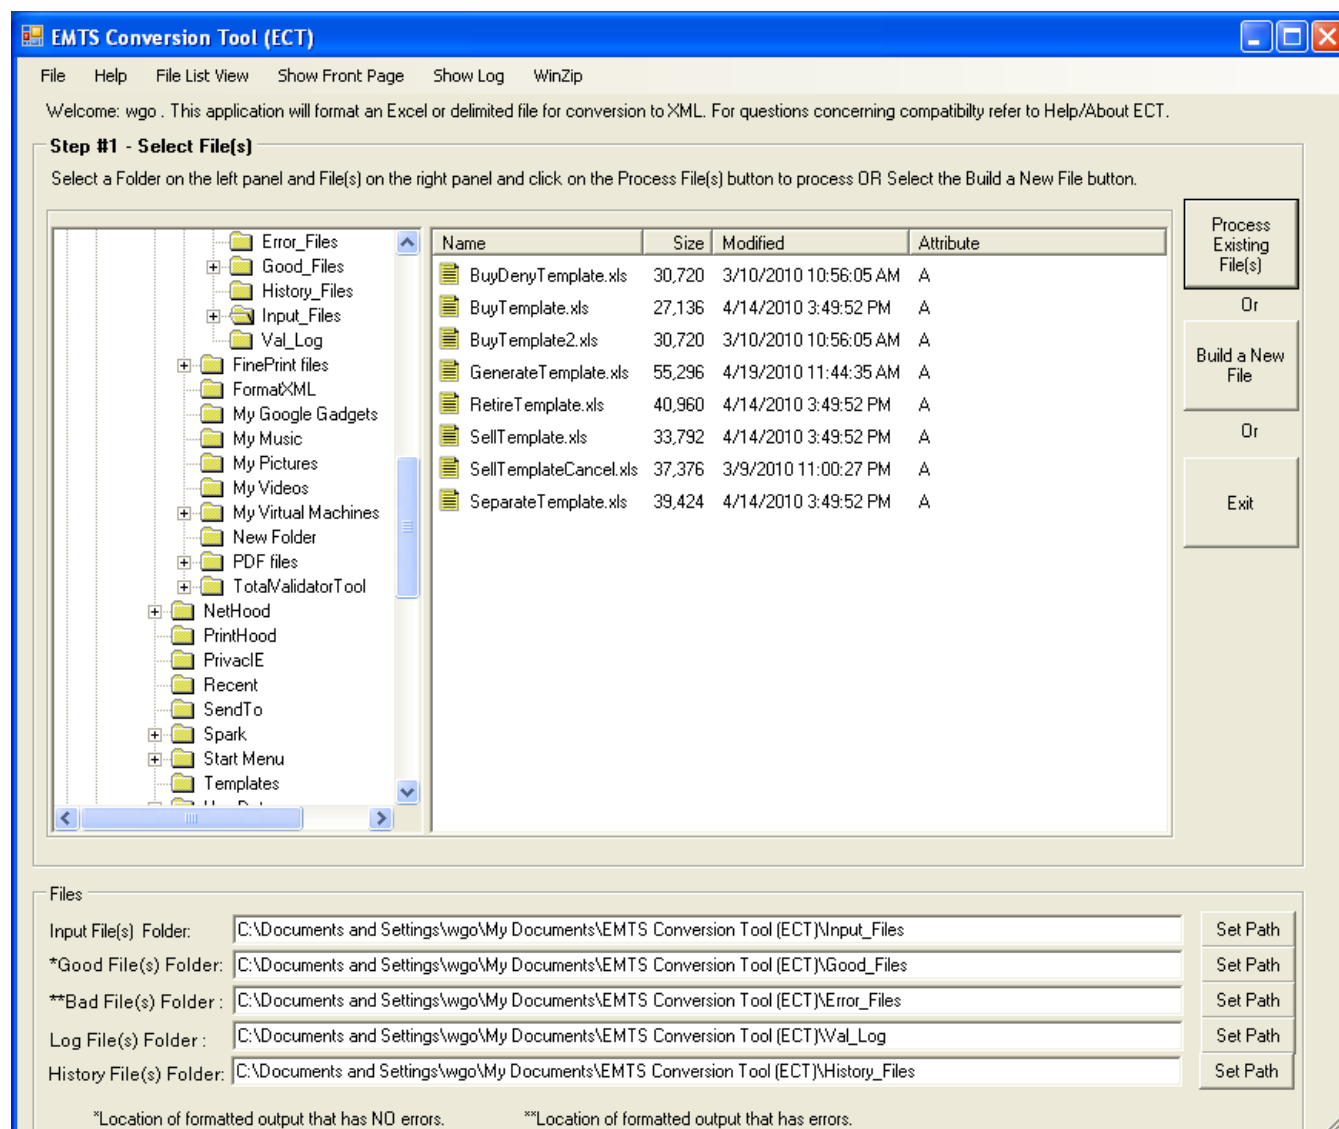 EMTS Conversion Tool (ECT)
File Help File List View Show Front Page Show Log WinZip
Welcome: wgo . This application will format an Excel or delimited file for conversion to XML. For questions concerning compatibilty refer to Help/About ECT.
Step #1 - Select File(s)
Select a Folder on the left panel and File(s) on the right panel and click on the Process File(s) button to process OR Select the Build a New File button.
Error_Files
Good_Files
History_Files
Input_Files
Val_Log
FinePrint files
FormatXML
My Google Gadgets
My Music
My Pictures
My Videos
My Virtual Machines
New Folder
PDF files
TotalValidatorTool
NetHood
PrintHood
PrivacIE
Recent
SendTo
Spark
Start Menu
Templates
Name Size Modified Attribute
BuyDenyTemplate.xls 30,720 3/10/2010 10:56:05 AM A
BuyTemplate.xls 27,136 4/14/2010 3:49:52 PM A
BuyTemplate2.xls 30,720 3/10/2010 10:56:05 AM A
GenerateTemplate.xls 55,296 4/19/2010 11:44:35 AM A
RetireTemplate.xls 40,960 4/14/2010 3:49:52 PM A
SellTemplate.xls 33,792 4/14/2010 3:49:52 PM A
SellTemplateCancel.xls 37,376 3/9/2010 11:00:27 PM A
SeparateTemplate.xls 39,424 4/14/2010 3:49:52 PM A
Process
Existing
File(s)
Or
Build a New
File
Or
Exit
Files
Input File(s) Folder: C:\Documents and Settings\wgo\My Documents\EMTS Conversion Tool (ECT)\Input_Files Set Path
*Good File(s) Folder: C:\Documents and Settings\wgo\My Documents\EMTS Conversion Tool (ECT)\Good_Files Set Path
**Bad File(s) Folder : C:\Documents and Settings\wgo\My Documents\EMTS Conversion Tool (ECT)\Error_Files Set Path
Log File(s) Folder : C:\Documents and Settings\wgo\My Documents\EMTS Conversion Tool (ECT)\Val_Log Set Path
History File(s) Folder: C:\Documents and Settings\wgo\My Documents\EMTS Conversion Tool (ECT)\History_Files Set Path
*Location of formatted output that has NO errors. **Location of formatted output that has errors.